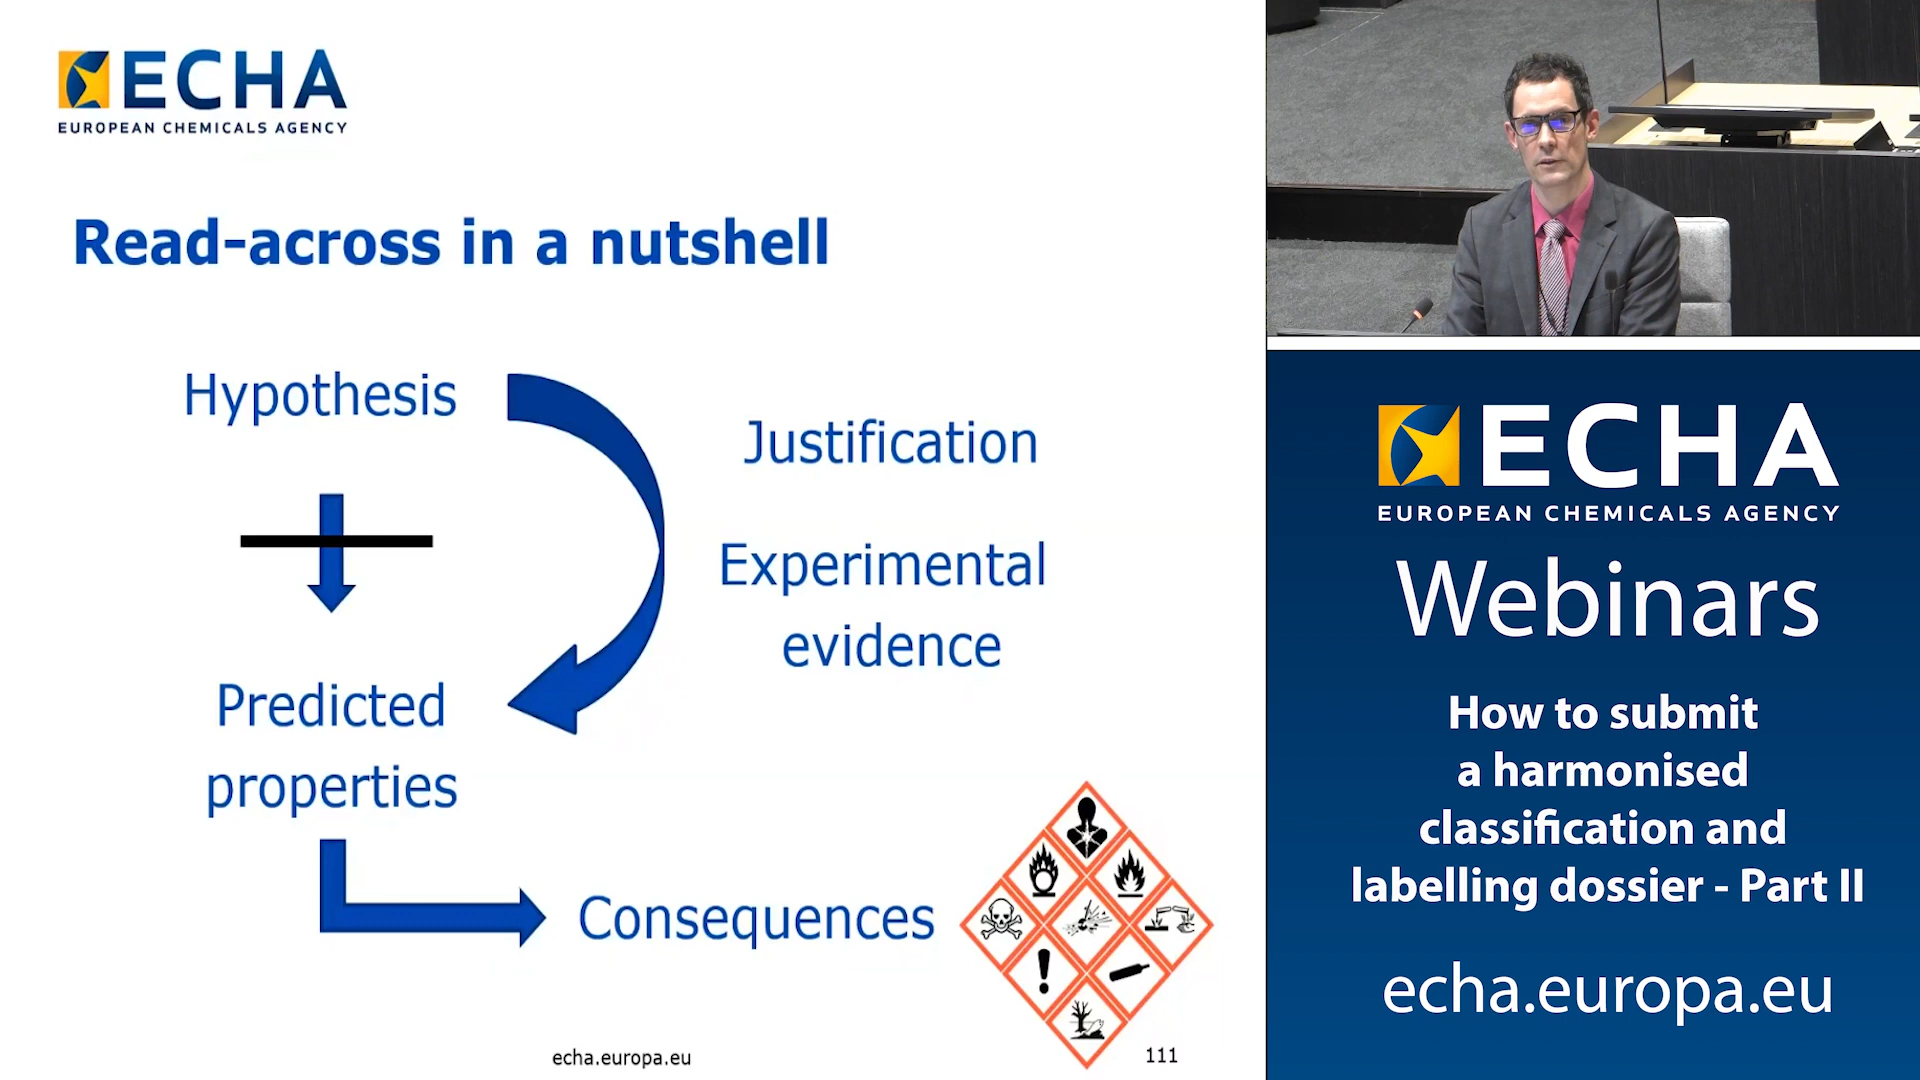 ECHA
EUROPEAN CHEMICALS AGENCY
Read-across in a nutshell
Hypothesis
Justification
Experimental
evidence
Predicted
properties
Consequences
echa.europa.eu
111
ECHA
EUROPEAN CHEMICALS AGENCY
Webinars
How to submit
a harmonised
classification and
labelling dossier - Part II
echa.europa.eu